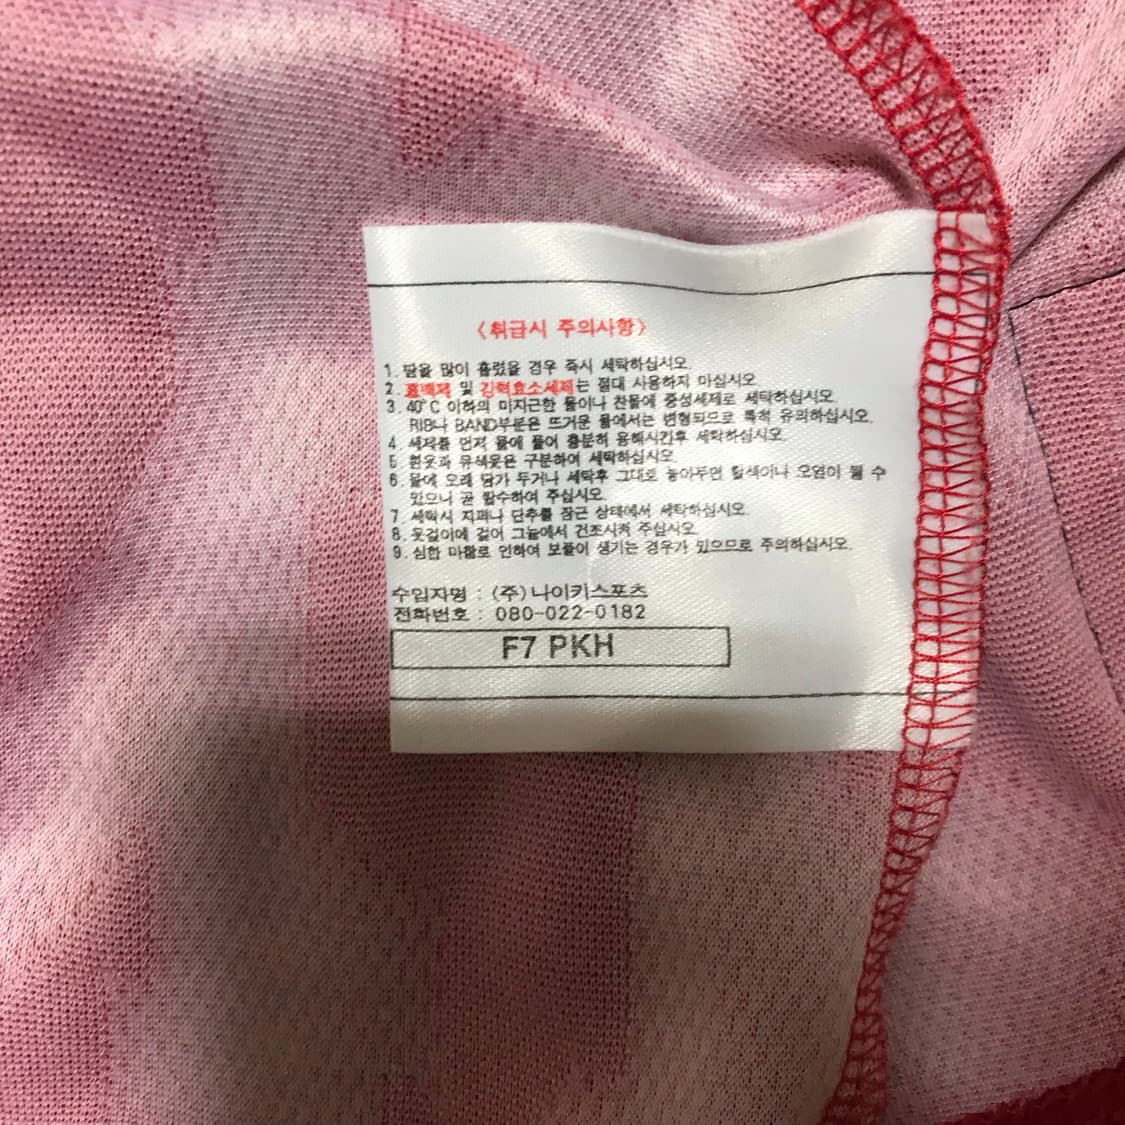 <취급시 주의사항>
1. 땀을 많이 흘렸을 경우 즉시 세탁하십시오.
2. 표백제 및 강력효소세제는 절대 사용하지 마십시오.
3. 40°C 이하의 미지근한 물이나 찬물에 중성세제로 세탁하십시오.
RIB나 BAND부분은 뜨거운 물에서는 변형되므로 특히 유의하십시오.
4. 세제를 먼저 물에 풀어 충분히 용해시킨후 세탁하십시오.
5. 흰옷과 유색옷은 구분하여 세탁하십시오.
6. 물에 오래 담가 두거나 세탁후 그대로 놓아두면 탈색이나 오염이 될 수
있으니 곧 탈수하여 주십시오.
7. 세탁시 지퍼나 단추를 잠근 상태에서 세탁하십시오.
8. 옷걸이에 걸어 그늘에서 건조시켜 주십시오.
9. 심한 마찰로 인하여 보풀이 생기는 경우가 있으므로 주의하십시오.
수입자명 : (주)나이키스포츠
전화번호 : 080-022-0182
F7 PKH